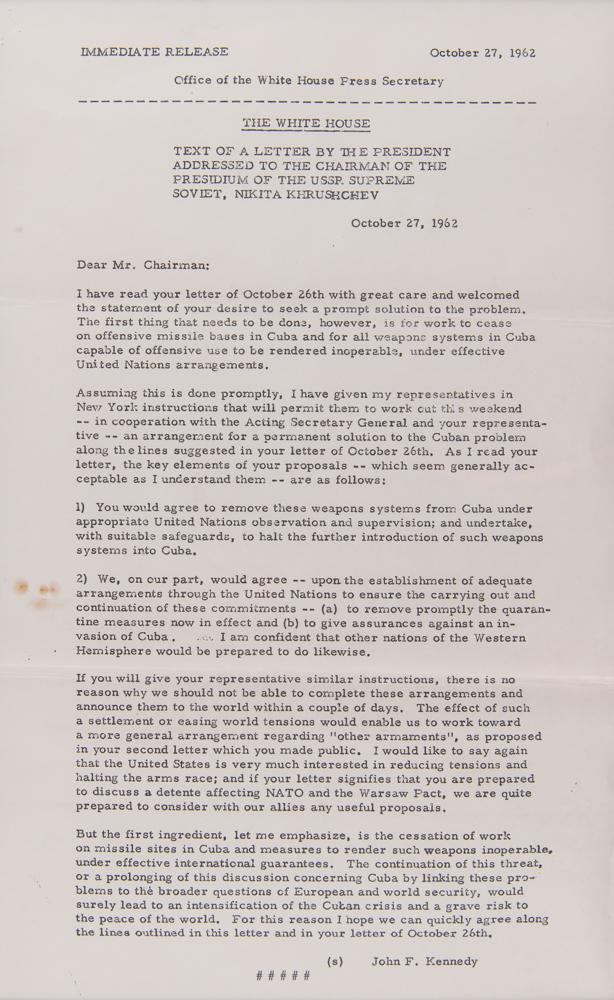 IMMEDIATE RELEASE October 27, 1962
Office of the White House Press Secretary
THE WHITE HOUSE
TEXT OF A LETTER BY THE PRESIDENT
ADDRESSED TO THE CHAIRMAN OF THE
PRESIDIUM OF THE USSR SUPREME
SOVIET, NIKITA KHRUSHCHEV
October 27, 1962
Dear Mr. Chairman:
I have read your letter of October 26th with great care and welcomed
the statement of your desire to seek a prompt solution to the problem.
The first thing that needs to be done, however, is for work to cease
on offensive missile bases in Cuba and for all weapons systems in Cuba
capable of offensive use to be rendered inoperable, under effective
United Nations arrangements.
Assuming this is done promptly, I have given my representatives in
New York instructions that will permit them to work out this weekend
-- in cooperation with the Acting Secretary General and your representa-
tive -- an arrangement for a permanent solution to the Cuban problem
along the lines suggested in your letter of October 26th. As I read your
letter, the key elements of your proposals -- which seem generally ac-
ceptable as I understand them -- are as follows:
1) You would agree to remove these weapons systems from Cuba under
appropriate United Nations observation and supervision; and undertake,
with suitable safeguards, to halt the further introduction of such weapons
systems into Cuba.
2) We, on our part, would agree -- upon the establishment of adequate
arrangements through the United Nations to ensure the carrying out and
continuation of these commitments -- (a) to remove promptly the quaran-
tine measures now in effect and (b) to give assurances against an in-
vasion of Cuba. I am confident that other nations of the Western
Hemisphere would be prepared to do likewise.
If you will give your representative similar instructions, there is no
reason why we should not be able to complete these arrangements and
announce them to the world within a couple of days. The effect of such
a settlement or easing world tensions would enable us to work toward
a more general arrangement regarding "other armaments", as proposed
in your second letter which you made public. I would like to say again
that the United States is very much interested in reducing tensions and
halting the arms race; and if your letter signifies that you are prepared
to discuss a detente affecting NATO and the Warsaw Pact, we are quite
prepared to consider with our allies any useful proposals.
But the first ingredient, let me emphasize, is the cessation of work
on missile sites in Cuba and measures to render such weapons inoperable,
under effective international guarantees. The continuation of this threat,
or a prolonging of this discussion concerning Cuba by linking these pro-
blems to the broader questions of European and world security, would
surely lead to an intensification of the Cuban crisis and a grave risk to
the peace of the world. For this reason I hope we can quickly agree along
the lines outlined in this letter and in your letter of October 26th.
(s) John F. Kennedy
# # # # #